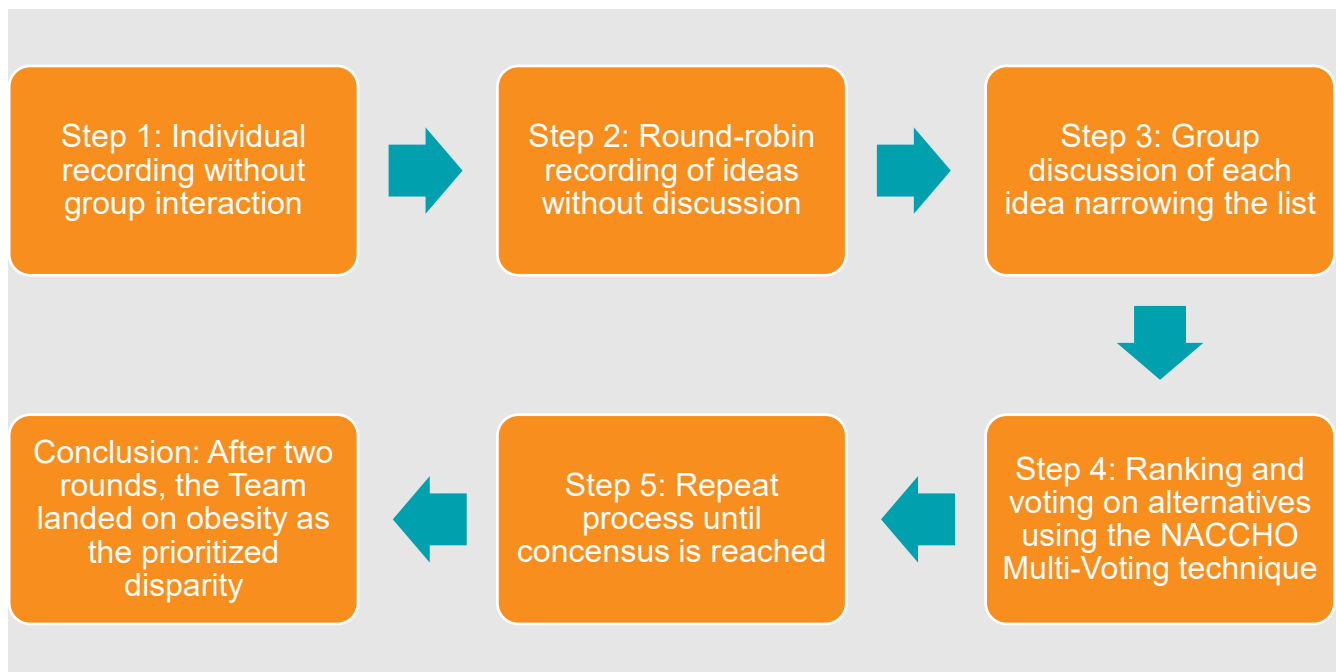 Step 1: Individual
recording without
group interaction
Step 2: Round-robin
recording of ideas
without discussion
Step 3: Group
discussion of each
idea narrowing the list
Step 4: Ranking and
voting on alternatives
using the NACCHO
Multi-Voting technique
Step 5: Repeat
process until
concensus is reached
Conclusion: After two
rounds, the Team
landed on obesity as
the prioritized
disparity